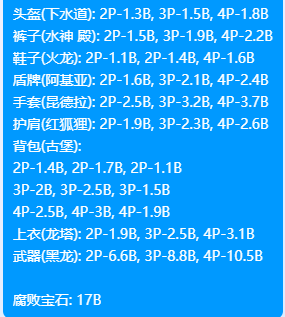 头盔(下水道): 2P-1.3B, 3P-1.5B, 4P-1.8B
裤子(水神 殿): 2P-1.5B, 3P-1.9B, 4P-2.2B
鞋子(火龙): 2P-1.1B, 2P-1.4B, 4P-1.6B
盾牌(阿基亚): 2P-1.6B, 3P-2.1B, 4P-2.4B
手套(昆德拉): 2P-2.5B, 3P-3.2B, 4P-3.7B
护肩(红狐狸): 2P-1.9B, 3P-2.3B, 4P-2.6B
背包(古堡):
2P-1.4B, 2P-1.7B, 2P-1.1B
3P-2B, 3P-2.5B, 3P-1.5B
4P-2.5B, 4P-3B, 4P-1.9B
上衣(龙塔): 2P-1.9B, 3P-2.5B, 4P-3.1B
武器(黑龙): 2P-6.6B, 3P-8.8B, 4P-10.5B
腐败宝石: 17B